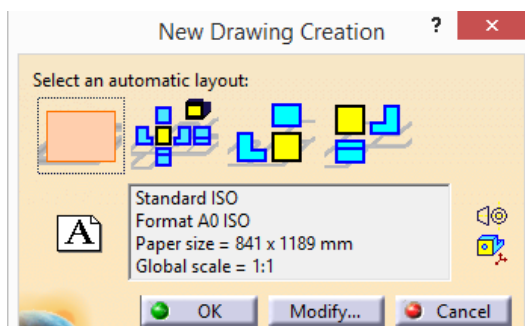 New Drawing Creation ? ×
Select an automatic layout:
Standard ISO
Format A0 ISO
Paper size = 841 x 1189 mm
Global scale = 1:1
A
OK Modify... Cancel